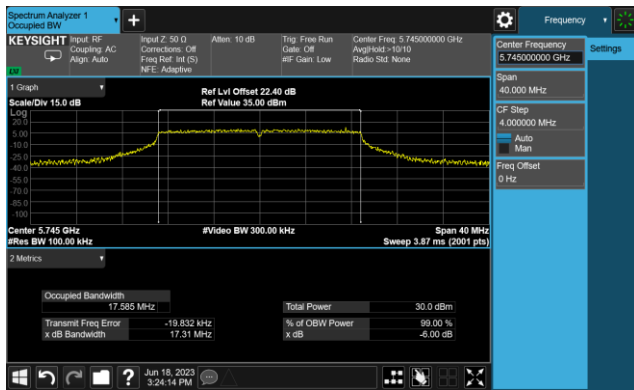 Spectrum Analyzer 1
Occupied BW
Frequency
KEYSIGHT
Input: RF
Coupling: AC
Align: Auto
Input Z: 50 Ω
Corrections: Off
Freq Ref: Int (S)
NFE: Adaptive
Atten: 10 dB
Trig: Free Run
Gate: Off
#IF Gain: Low
Center Freq: 5.745000000 GHz
Avg|Hold:>10/10
Radio Std: None
Center Frequency
5.745000000 GHz
Settings
Span
40.000 MHz
CF Step
4.000000 MHz
Auto
Man
Freq Offset
0 Hz
1 Graph
Scale/Div 15.0 dB
Ref Lvl Offset 22.40 dB
Ref Value 35.00 dBm
Log
20.0
5.00
-10.0
-25.0
-40.0
-55.0
-70.0
-85.0
-100
Center 5.745 GHz
#Res BW 100.00 kHz
#Video BW 300.00 kHz
Span 40 MHz
Sweep 3.87 ms (2001 pts)
2 Metrics
Occupied Bandwidth
17.585 MHz
Total Power 30.0 dBm
Transmit Freq Error -19.832 kHz
% of OBW Power 99.00 %
x dB Bandwidth 17.31 MHz
x dB -6.00 dB
?
Jun 18, 2023
3:24:14 PM